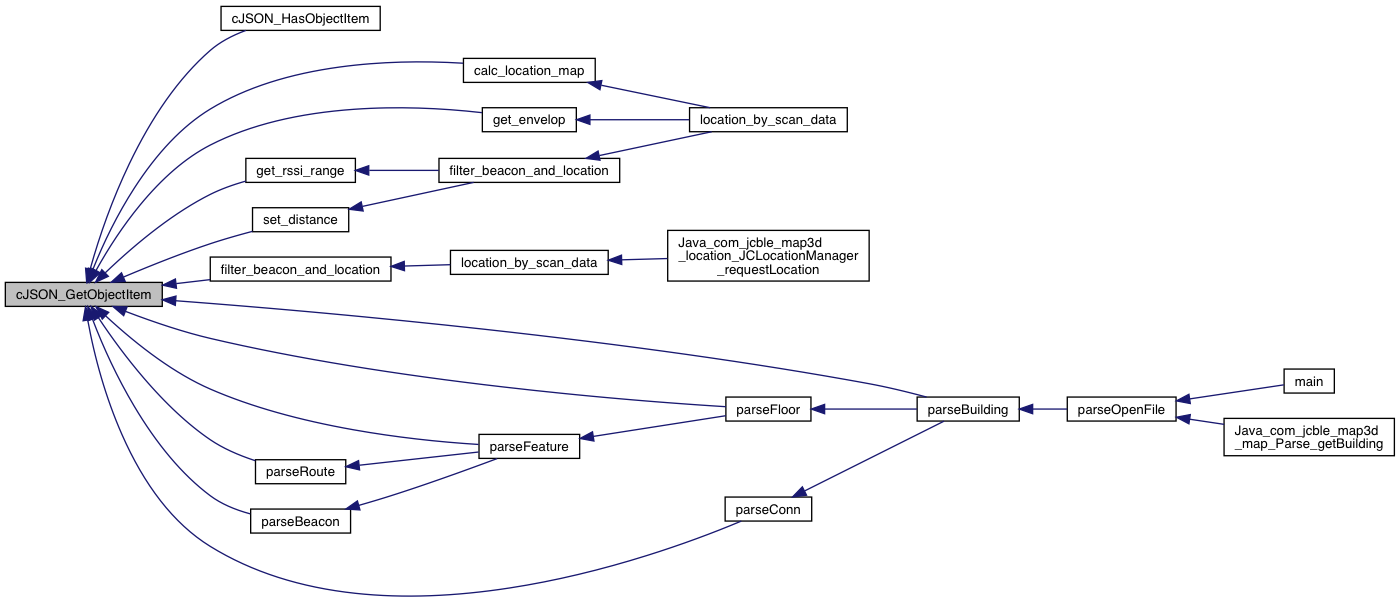 cJSON_HasObjectItem
calc_location_map
get_envelop
location_by_scan_data
get_rssi_range
filter_beacon_and_location
set_distance
Java_com_jcble_map3d
_location_JCLocationManager
_requestLocation
filter_beacon_and_location
location_by_scan_data
cJSON_GetObjectItem
main
parseFloor
parseBuilding
parseOpenFile
Java_com_jcble_map3d
_map_Parse_getBuilding
parseFeature
parseRoute
parseConn
parseBeacon